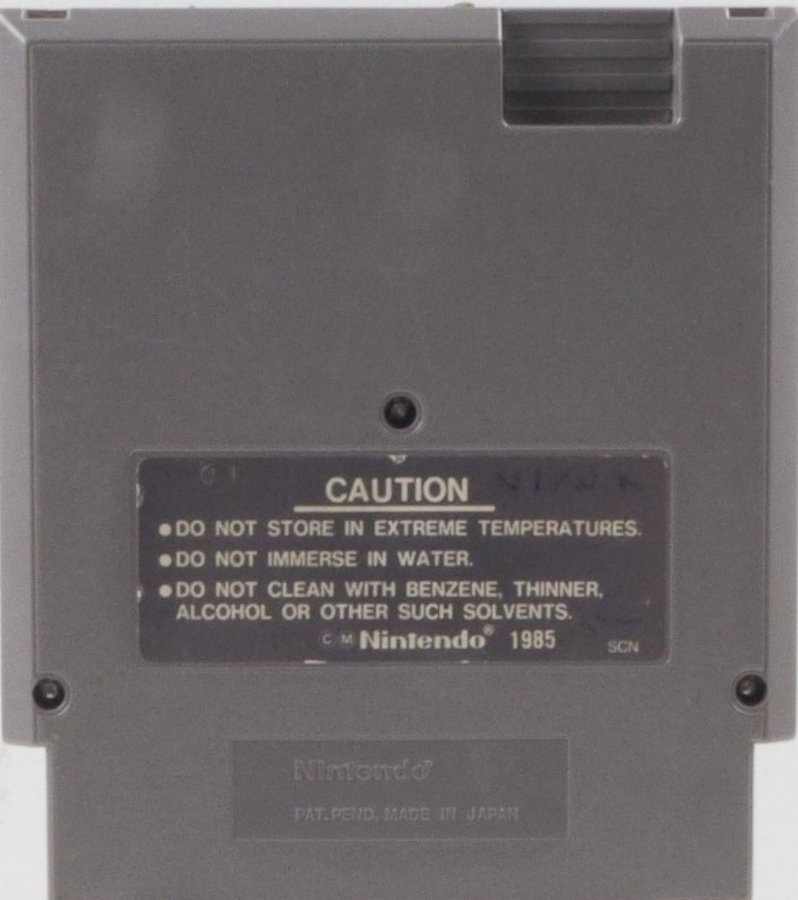 CAUTION
●DO NOT STORE IN EXTREME TEMPERATURES.
●DO NOT IMMERSE IN WATER.
●DO NOT CLEAN WITH BENZENE, THINNER,
ALCOHOL OR OTHER SUCH SOLVENTS.
C M Nintendo® 1985 SCN
Nintendo®
PAT. PEND. MADE IN JAPAN